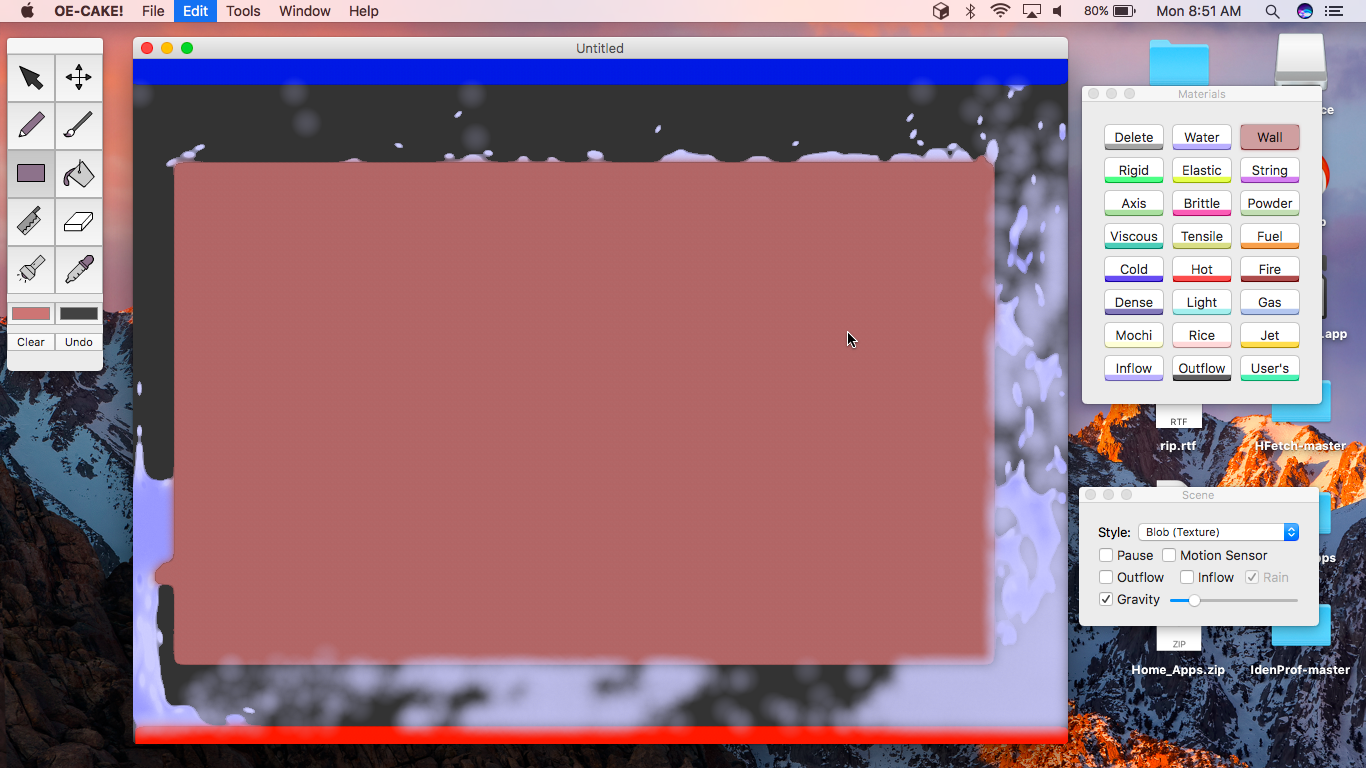 OE-CAKE! File Edit Tools Window Help 80% Mon 8:51 AM
Untitled
Clear Undo
Materials
Delete Water Wall
Rigid Elastic String
Axis Brittle Powder
Viscous Tensile Fuel
Cold Hot Fire
Dense Light Gas
Mochi Rice Jet
Inflow Outflow User's
.app
RTF
rip.rtf HFetch-master
Scene
Style: Blob (Texture)
Pause Motion Sensor
Outflow Inflow Rain
Gravity
ZIP
Home_Apps.zip IdenProf-master